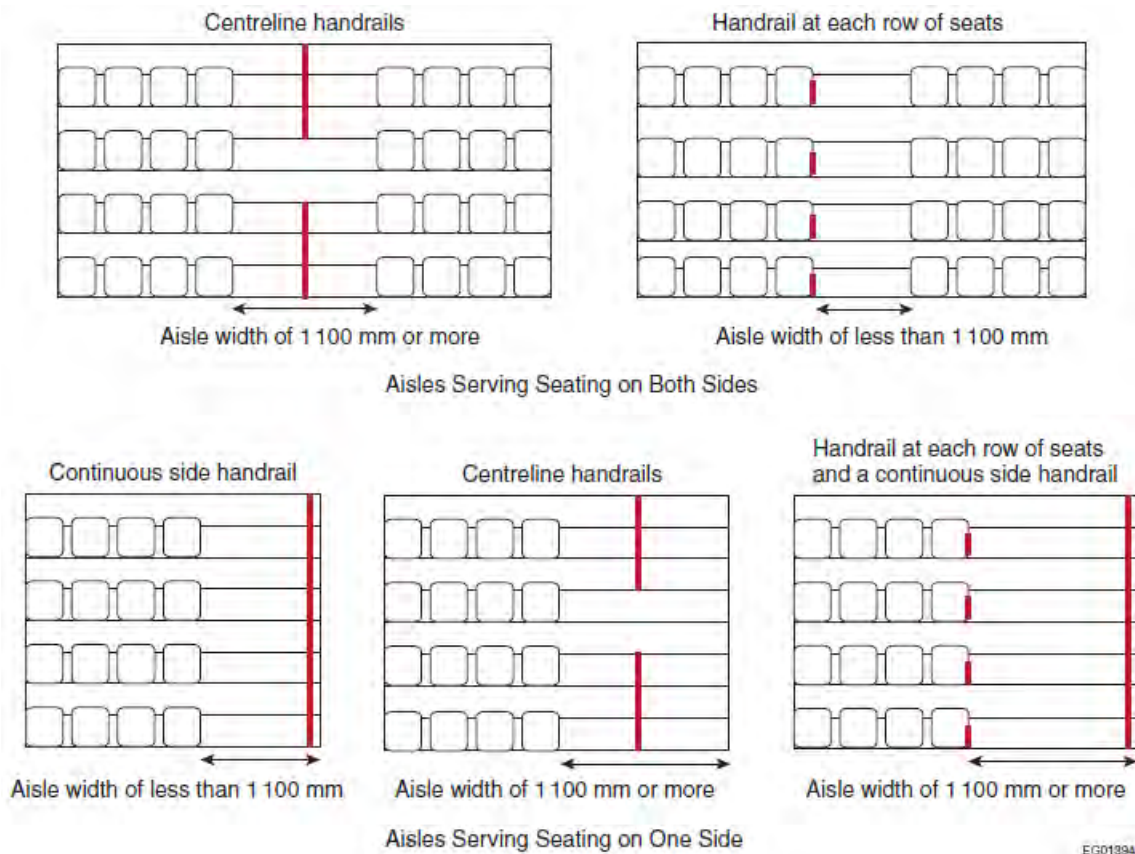 Centreline handrails
Handrail at each row of seats
Aisle width of 1 100 mm or more
Aisle width of less than 1 100 mm
Aisles Serving Seating on Both Sides
Continuous side handrail
Centreline handrails
Handrail at each row of seats
and a continuous side handrail
Aisle width of less than 1 100 mm
Aisle width of 1 100 mm or more
Aisle width of 1 100 mm or more
Aisles Serving Seating on One Side
EG01394